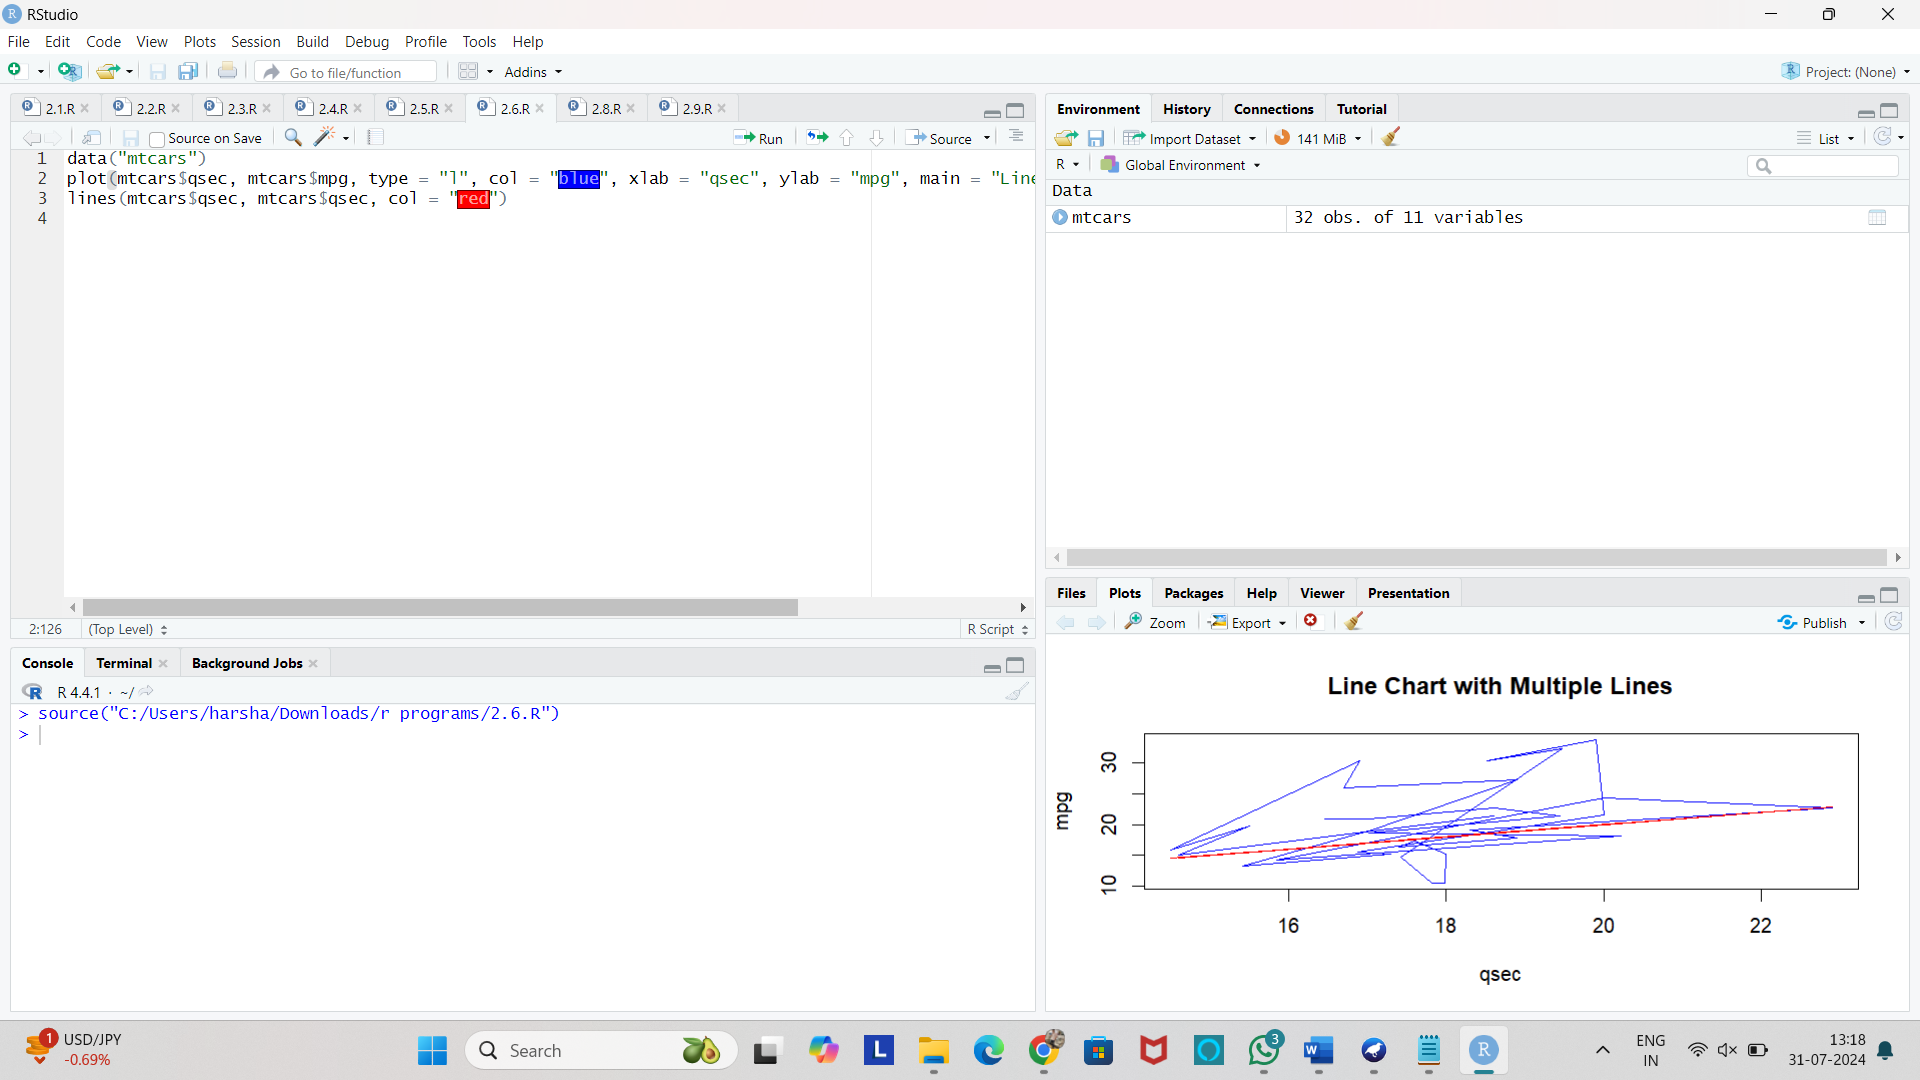 RStudio
File Edit Code View Plots Session Build Debug Profile Tools Help
Go to file/function Addins Project: (None)
2.1.R 2.2.R 2.3.R 2.4.R 2.5.R 2.6.R 2.8.R 2.9.R
Source on Save Run Source
1 data("mtcars")
2 plot(mtcars$qsec, mtcars$mpg, type = "l", col = "blue", xlab = "qsec", ylab = "mpg", main = "Line
3 lines(mtcars$qsec, mtcars$qsec, col = "red")
4
2:126 (Top Level) R Script
Console Terminal Background Jobs
R 4.4.1 · ~/
> source("C:/Users/harsha/Downloads/r programs/2.6.R")
>
Environment History Connections Tutorial
Import Dataset 141 MiB List
R Global Environment
Data
mtcars 32 obs. of 11 variables
Files Plots Packages Help Viewer Presentation
Zoom Export Publish
Line Chart with Multiple Lines
mpg
30
20
10
16 18 20 22
qsec
1 USD/JPY
-0.69%
Search
L
3
W
R
ENG
IN
13:18
31-07-2024